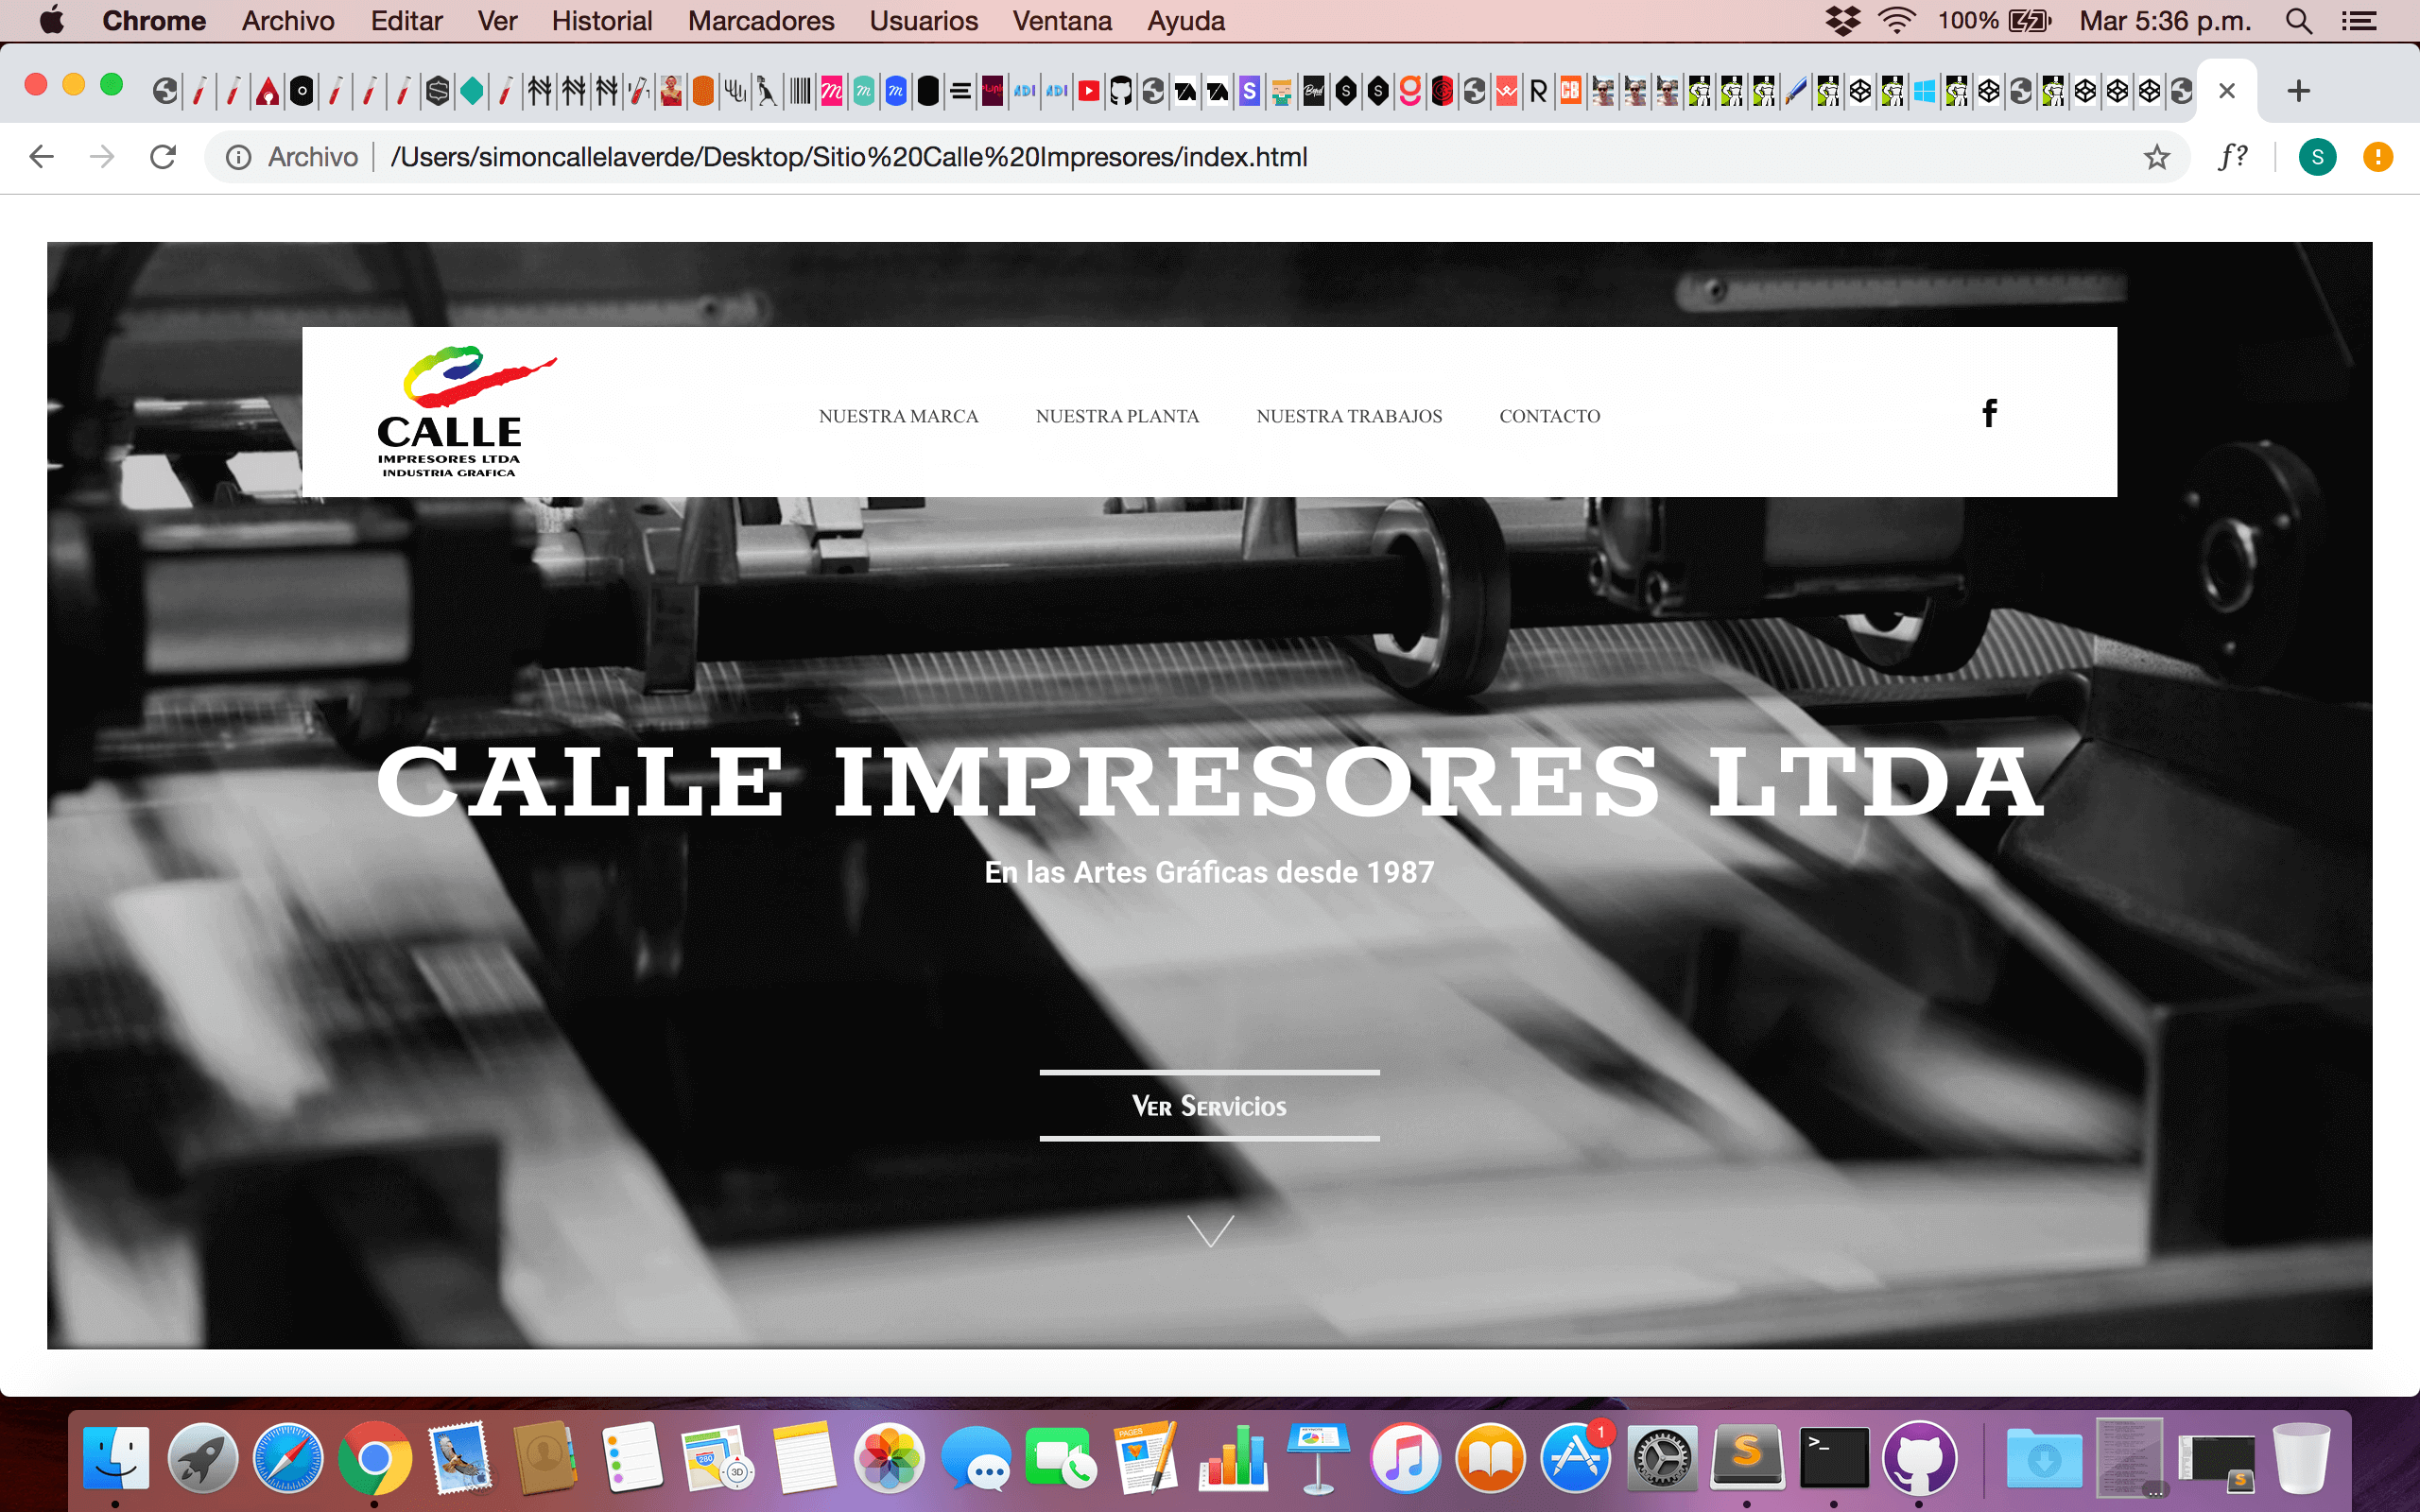 Chrome Archivo Editar Ver Historial Marcadores Usuarios Ventana Ayuda 100% Mar 5:36 p.m.
Archivo /Users/simoncallelaverde/Desktop/Sitio%20Calle%20Impresores/index.html f? S
CALLE
IMPRESORES LTDA
INDUSTRIA GRAFICA
NUESTRA MARCA NUESTRA PLANTA NUESTRA TRABAJOS CONTACTO f
CALLE IMPRESORES LTDA
En las Artes Gráficas desde 1987
Ver Servicios
1